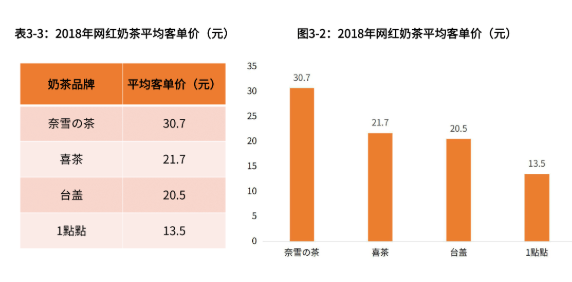 表3-3：2018年网红奶茶平均客单价（元）
奶茶品牌 平均客单价（元）
奈雪の茶 30.7
喜茶 21.7
台盖 20.5
1點點 13.5
图3-2：2018年网红奶茶平均客单价（元）
35
30
25
20
15
10
5
0
30.7
21.7
20.5
13.5
奈雪の茶 喜茶 台盖 1點點